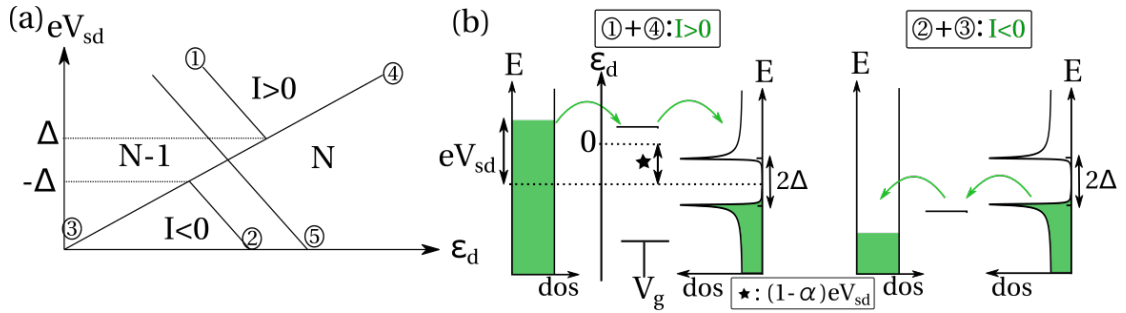 (a)
eV_sd
①
④
I>0
Δ
N-1
N
-Δ
③
I<0
②
⑤
ε_d
(b)
①+④:I>0
②+③:I<0
E
ε_d
E
E
E
0
eV_sd
★
2Δ
2Δ
dos
V_g
dos
dos
dos
★: (1-α)eV_sd